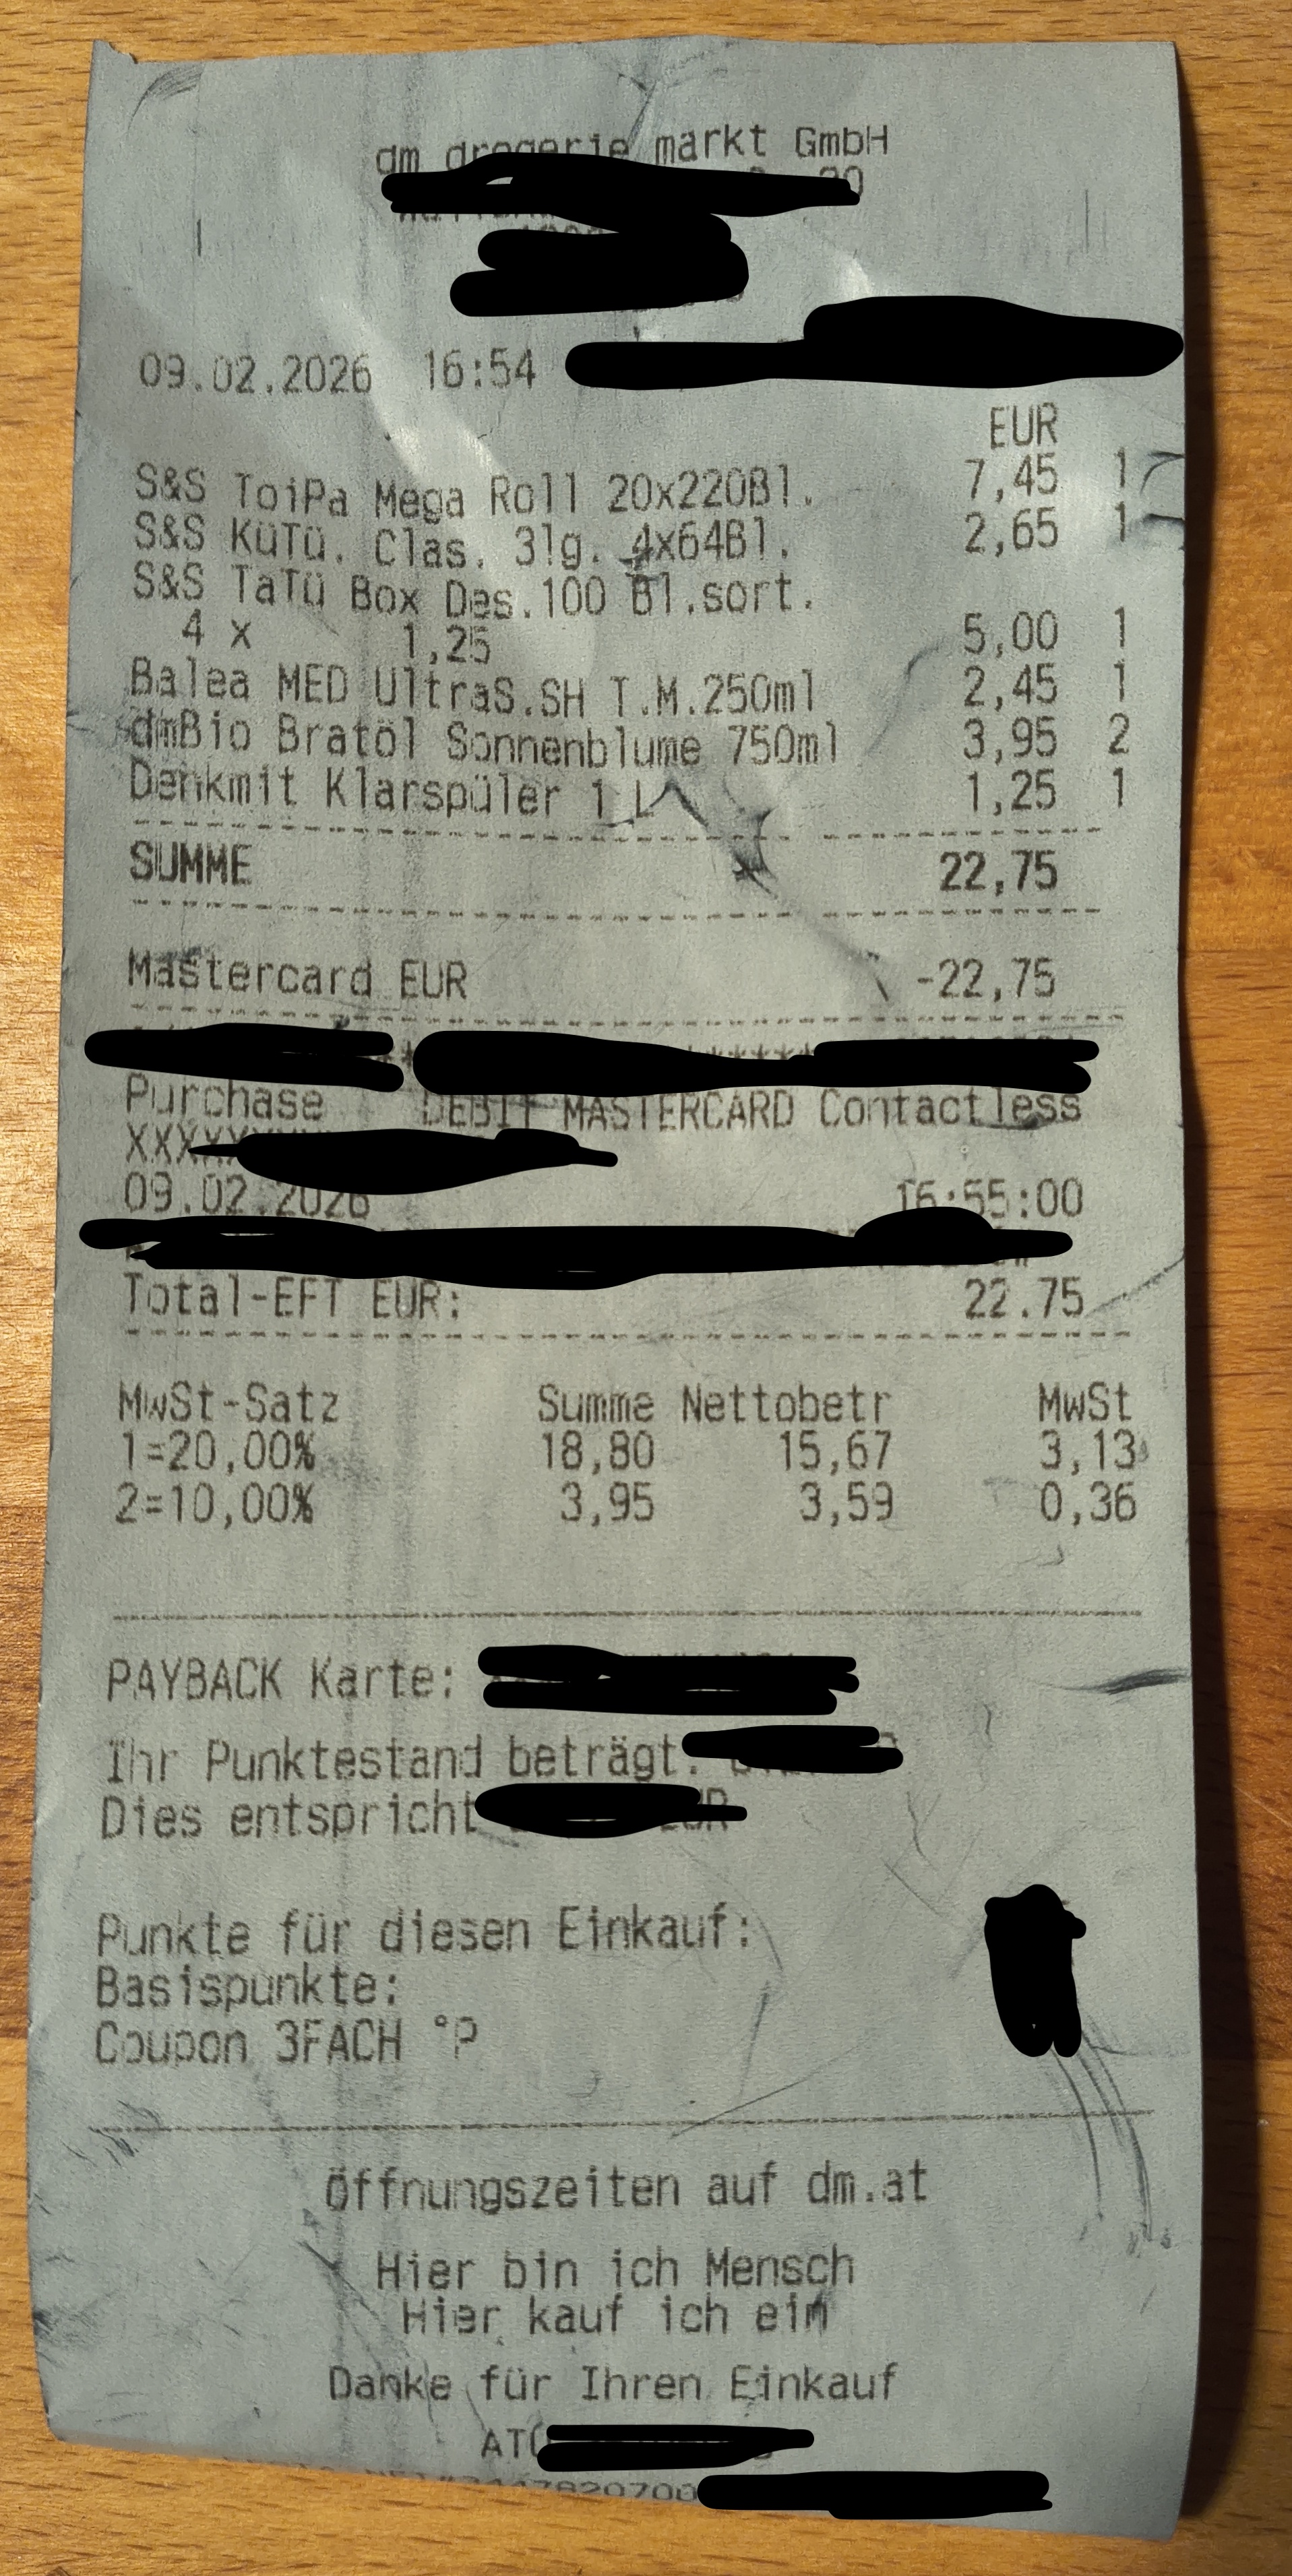 dm drogerie markt GmbH
09.02.2026 16:54
EUR
S&S ToiPa Mega Roll 20x220Bl. 7,45 1
S&S KüTü. Clas. 3lg. 4x64Bl. 2,65 1
S&S TaTü Box Des.100 Bl.sort.
4 x 1,25 5,00 1
Balea MED UltraS.SH T.M.250ml 2,45 1
dmBio Bratöl Sonnenblume 750ml 3,95 2
Denkmit Klarspüler 1 L 1,25 1
SUMME 22,75
Mastercard EUR -22,75
Purchase DEBIT MASTERCARD Contactless
09.02.2026 16:55:00
Total-EFT EUR: 22.75
MwSt-Satz Summe Nettobetr MwSt
1=20,00% 18,80 15,67 3,13
2=10,00% 3,95 3,59 0,36
PAYBACK Karte:
Ihr Punktestand beträgt:
Dies entspricht EUR
Punkte für diesen Einkauf:
Basispunkte:
Coupon 3FACH °P
Öffnungszeiten auf dm.at
Hier bin ich Mensch
Hier kauf ich ein
Danke für Ihren Einkauf